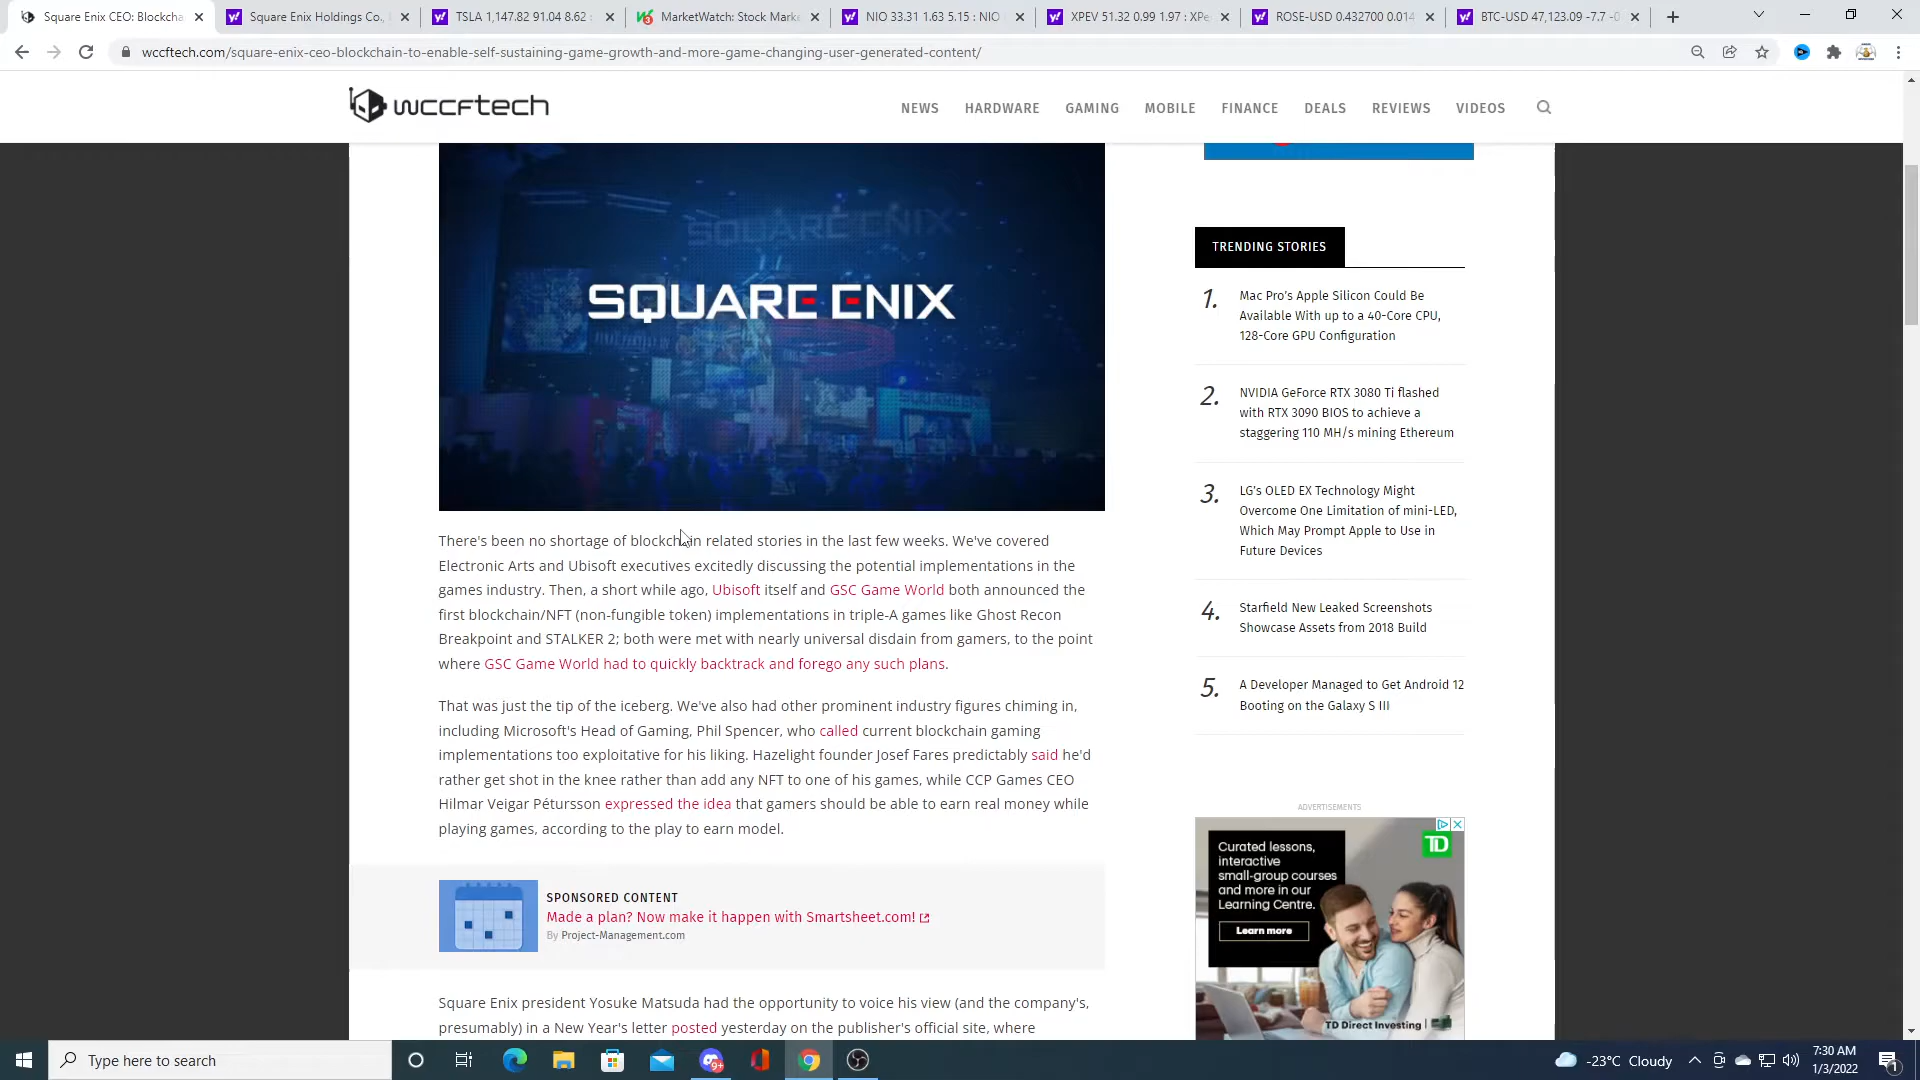 Square Enix CEO: Blockcha
Square Enix Holdings Co.,
TSLA 1,147.82 91.04 8.62 :
MarketWatch: Stock Mark
NIO 33.31 1.63 5.15 : NIO
XPEV 51.32 0.99 1.97 : XPe
ROSE-USD 0.432700 0.014
BTC-USD 47,123.09 -7.7 -0
wccftech.com/square-enix-ceo-blockchain-to-enable-self-sustaining-game-growth-and-more-game-changing-user-generated-content/
wccftech
NEWS HARDWARE GAMING MOBILE FINANCE DEALS REVIEWS VIDEOS
SQUARE ENIX
SQUARE ENIX
There's been no shortage of blockchain related stories in the last few weeks. We've covered
Electronic Arts and Ubisoft executives excitedly discussing the potential implementations in the
games industry. Then, a short while ago, Ubisoft itself and GSC Game World both announced the
first blockchain/NFT (non-fungible token) implementations in triple-A games like Ghost Recon
Breakpoint and STALKER 2; both were met with nearly universal disdain from gamers, to the point
where GSC Game World had to quickly backtrack and forego any such plans.
That was just the tip of the iceberg. We've also had other prominent industry figures chiming in,
including Microsoft's Head of Gaming, Phil Spencer, who called current blockchain gaming
implementations too exploitative for his liking. Hazelight founder Josef Fares predictably said he'd
rather get shot in the knee rather than add any NFT to one of his games, while CCP Games CEO
Hilmar Veigar Pétursson expressed the idea that gamers should be able to earn real money while
playing games, according to the play to earn model.
SPONSORED CONTENT
Made a plan? Now make it happen with Smartsheet.com!
By Project-Management.com
Square Enix president Yosuke Matsuda had the opportunity to voice his view (and the company's,
presumably) in a New Year's letter posted yesterday on the publisher's official site, where
TRENDING STORIES
1.
Mac Pro's Apple Silicon Could Be
Available With up to a 40-Core CPU,
128-Core GPU Configuration
2.
NVIDIA GeForce RTX 3080 Ti flashed
with RTX 3090 BIOS to achieve a
staggering 110 MH/s mining Ethereum
3.
LG's OLED EX Technology Might
Overcome One Limitation of mini-LED,
Which May Prompt Apple to Use in
Future Devices
4.
Starfield New Leaked Screenshots
Showcase Assets from 2018 Build
5.
A Developer Managed to Get Android 12
Booting on the Galaxy S III
ADVERTISEMENTS
Curated lessons,
interactive
small-group courses
and more in our
Learning Centre.
Learn more
TD
TD Direct Investing
Type here to search
9+
-23°C Cloudy
7:30 AM
1/3/2022
1